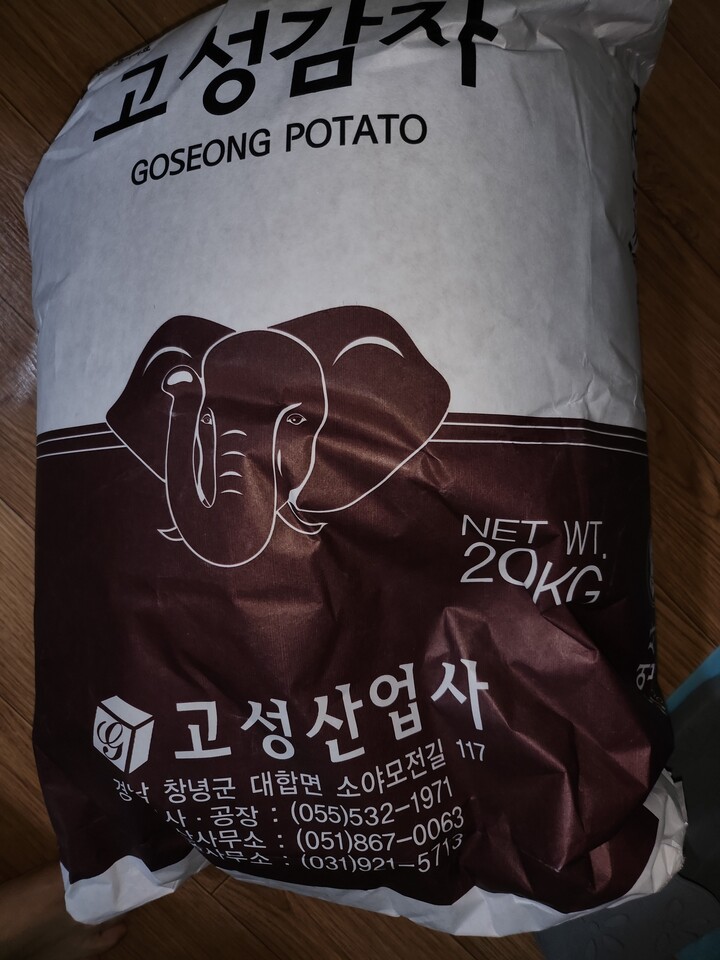 고성감자
GOSEONG POTATO
NET WT.
20KG
고성산업사
경남 창녕군 대합면 소야모전길 117
사·공장 : (055)532-1971
사무소 : (051)867-0063
사무소 : (031)921-5713